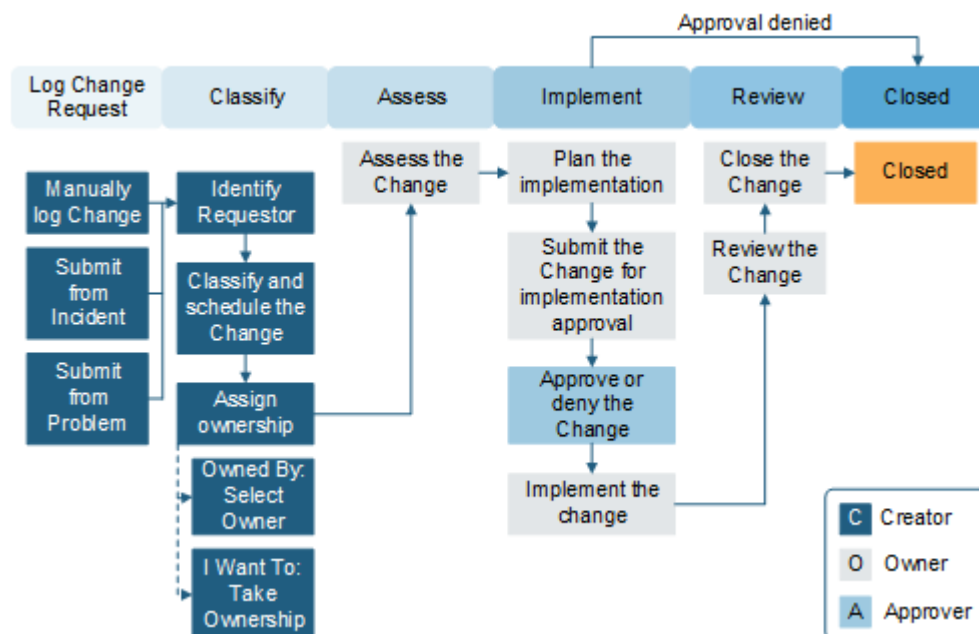 Approval denied
Log Change
Request
Classify
Assess
Implement
Review
Closed
Manually
log Change
Submit
from
Incident
Submit
from
Problem
Identify
Requestor
Classify and
schedule the
Change
Assign
ownership
Owned By:
Select
Owner
I Want To:
Take
Ownership
Assess the
Change
Plan the
implementation
Submit the
Change for
implementation
approval
Approve or
deny the
Change
Implement the
change
Close the
Change
Review the
Change
Closed
C Creator
O Owner
A Approver